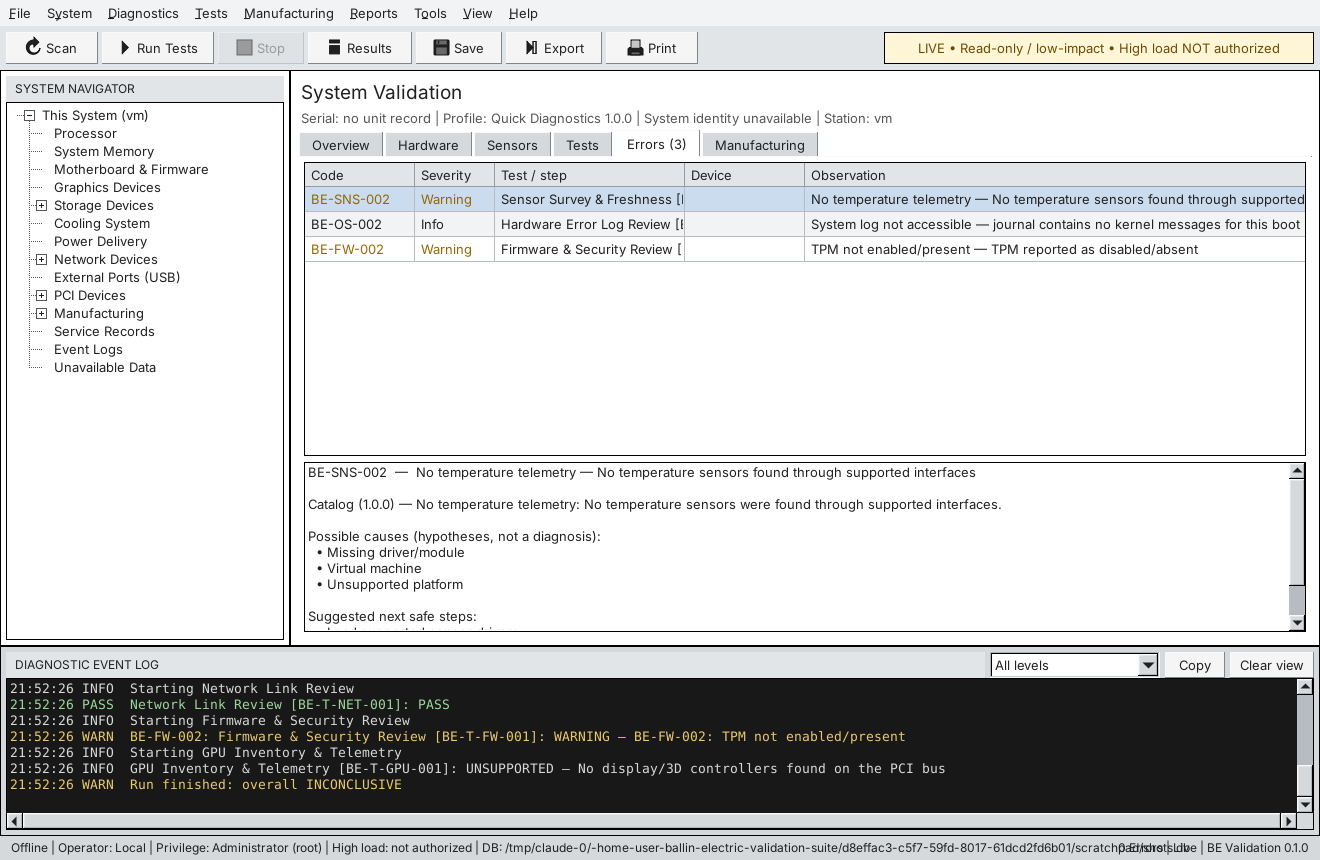 File System Diagnostics Tests Manufacturing Reports Tools View Help
Scan Run Tests Stop Results Save Export Print LIVE • Read-only / low-impact • High load NOT authorized
SYSTEM NAVIGATOR
This System (vm)
Processor
System Memory
Motherboard & Firmware
Graphics Devices
Storage Devices
Cooling System
Power Delivery
Network Devices
External Ports (USB)
PCI Devices
Manufacturing
Service Records
Event Logs
Unavailable Data
System Validation
Serial: no unit record | Profile: Quick Diagnostics 1.0.0 | System identity unavailable | Station: vm
Overview Hardware Sensors Tests Errors (3) Manufacturing
Code Severity Test / step Device Observation
BE-SNS-002 Warning Sensor Survey & Freshness [ No temperature telemetry — No temperature sensors found through supported
BE-OS-002 Info Hardware Error Log Review [ System log not accessible — journal contains no kernel messages for this boot
BE-FW-002 Warning Firmware & Security Review [ TPM not enabled/present — TPM reported as disabled/absent
BE-SNS-002 — No temperature telemetry — No temperature sensors found through supported interfaces
Catalog (1.0.0) — No temperature telemetry: No temperature sensors were found through supported interfaces.
Possible causes (hypotheses, not a diagnosis):
• Missing driver/module
• Virtual machine
• Unsupported platform
Suggested next safe steps:
DIAGNOSTIC EVENT LOG All levels Copy Clear view
21:52:26 INFO Starting Network Link Review
21:52:26 PASS Network Link Review [BE-T-NET-001]: PASS
21:52:26 INFO Starting Firmware & Security Review
21:52:26 WARN BE-FW-002: Firmware & Security Review [BE-T-FW-001]: WARNING — BE-FW-002: TPM not enabled/present
21:52:26 INFO Starting GPU Inventory & Telemetry
21:52:26 INFO GPU Inventory & Telemetry [BE-T-GPU-001]: UNSUPPORTED — No display/3D controllers found on the PCI bus
21:52:26 WARN Run finished: overall INCONCLUSIVE
Offline | Operator: Local | Privilege: Administrator (root) | High load: not authorized | DB: /tmp/claude-0/-home-user-ballin-electric-validation-suite/d8effac3-c5f7-59fd-8017-61dcd2fd6b01/scratchpad | BE Validation 0.1.0